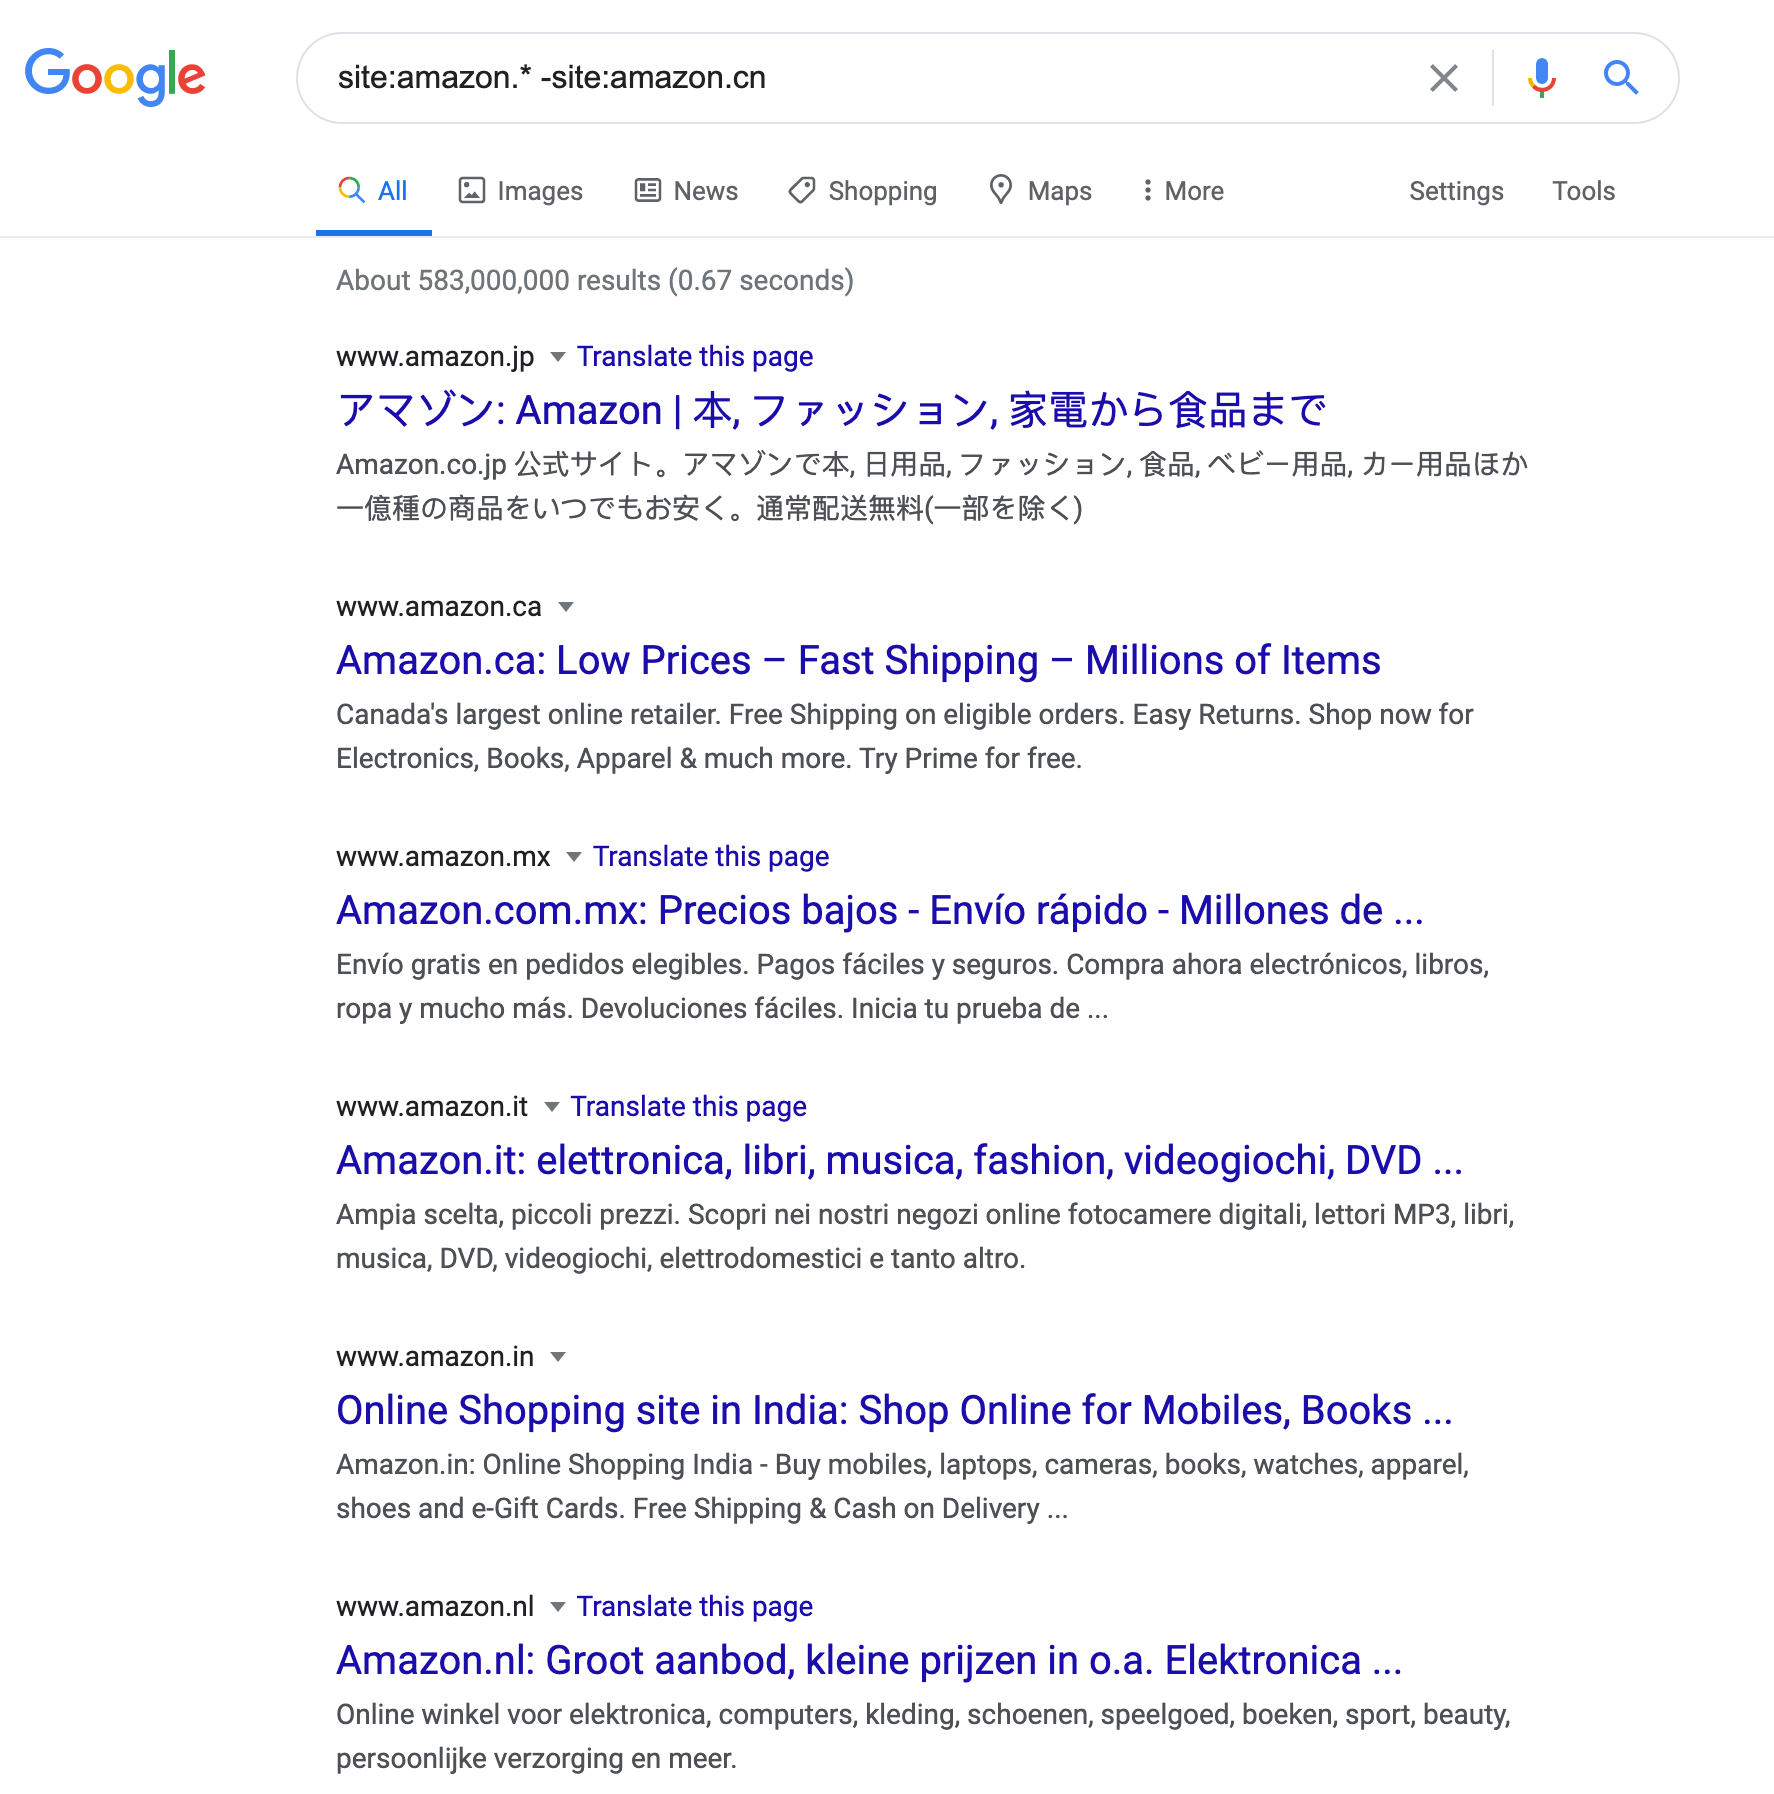 Google
site:amazon.* -site:amazon.cn
All Images News Shopping Maps More Settings Tools
About 583,000,000 results (0.67 seconds)
www.amazon.jp Translate this page
アマゾン: Amazon | 本, ファッション, 家電から食品まで
Amazon.co.jp 公式サイト。アマゾンで本, 日用品, ファッション, 食品, ベビー用品, カー用品ほか
一億種の商品をいつでもお安く。通常配送無料(一部を除く)
www.amazon.ca
Amazon.ca: Low Prices – Fast Shipping – Millions of Items
Canada's largest online retailer. Free Shipping on eligible orders. Easy Returns. Shop now for
Electronics, Books, Apparel & much more. Try Prime for free.
www.amazon.mx Translate this page
Amazon.com.mx: Precios bajos - Envío rápido - Millones de ...
Envío gratis en pedidos elegibles. Pagos fáciles y seguros. Compra ahora electrónicos, libros,
ropa y mucho más. Devoluciones fáciles. Inicia tu prueba de ...
www.amazon.it Translate this page
Amazon.it: elettronica, libri, musica, fashion, videogiochi, DVD ...
Ampia scelta, piccoli prezzi. Scopri nei nostri negozi online fotocamere digitali, lettori MP3, libri,
musica, DVD, videogiochi, elettrodomestici e tanto altro.
www.amazon.in
Online Shopping site in India: Shop Online for Mobiles, Books ...
Amazon.in: Online Shopping India - Buy mobiles, laptops, cameras, books, watches, apparel,
shoes and e-Gift Cards. Free Shipping & Cash on Delivery ...
www.amazon.nl Translate this page
Amazon.nl: Groot aanbod, kleine prijzen in o.a. Elektronica ...
Online winkel voor elektronica, computers, kleding, schoenen, speelgoed, boeken, sport, beauty,
persoonlijke verzorging en meer.